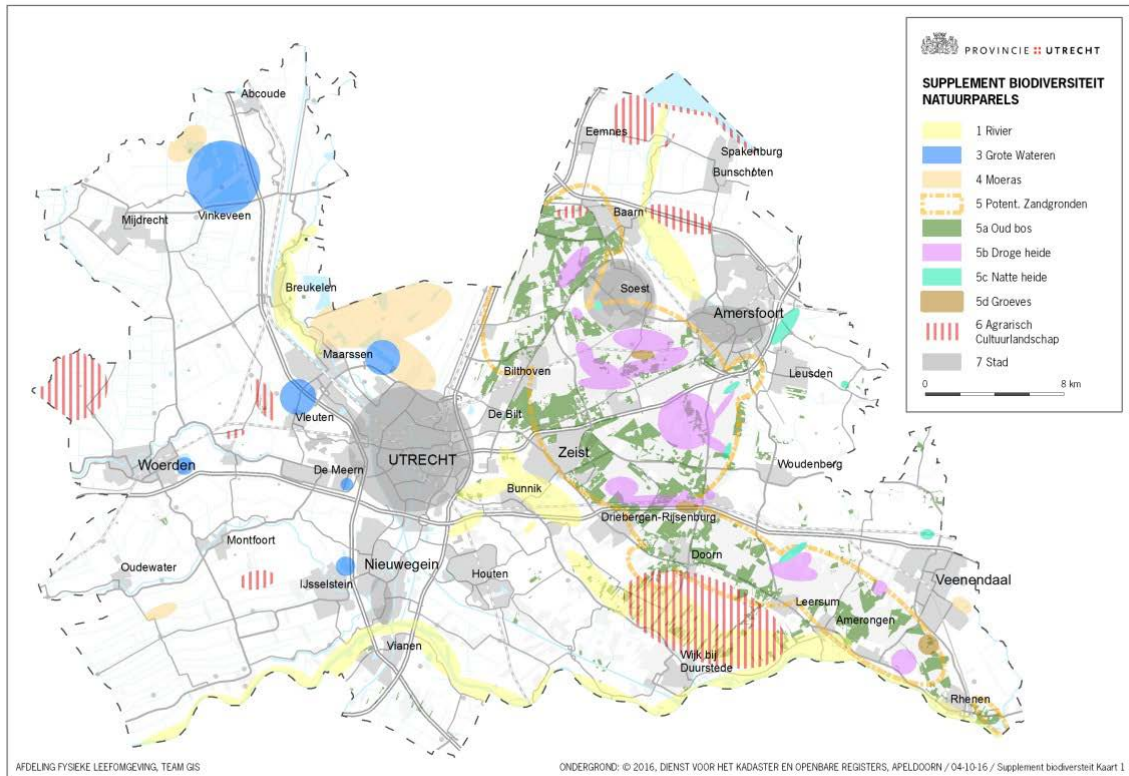 PROVINCIE :: UTRECHT
SUPPLEMENT BIODIVERSITEIT
NATUURPARELS
1 Rivier
3 Grote Wateren
4 Moeras
5 Potent. Zandgronden
5a Oud bos
5b Droge heide
5c Natte heide
5d Groeves
6 Agrarisch
Cultuurlandschap
7 Stad
0
8 km
Abcoude
Eemnes
Spakenburg
Bunschoten
Mijdrecht
Vinkeveen
Baarn
Breukelen
Soest
Amersfoort
Maarssen
Bilthoven
Leusden
Vleuten
De Bilt
Woerden
UTRECHT
Zeist
Woudenberg
De Meern
Bunnik
Driebergen-Rijsenburg
Montfoort
Doorn
Oudewater
Nieuwegein
Houten
Veenendaal
IJsselstein
Leersum
Amerongen
Vianen
Wijk bij
Duurstede
Rhenen
AFDELING FYSIEKE LEEFOMGEVING, TEAM GIS
ONDERGROND: © 2016, DIENST VOOR HET KADASTER EN OPENBARE REGISTERS, APELDOORN / 04-10-16 / Supplement biodiversiteit Kaart 1